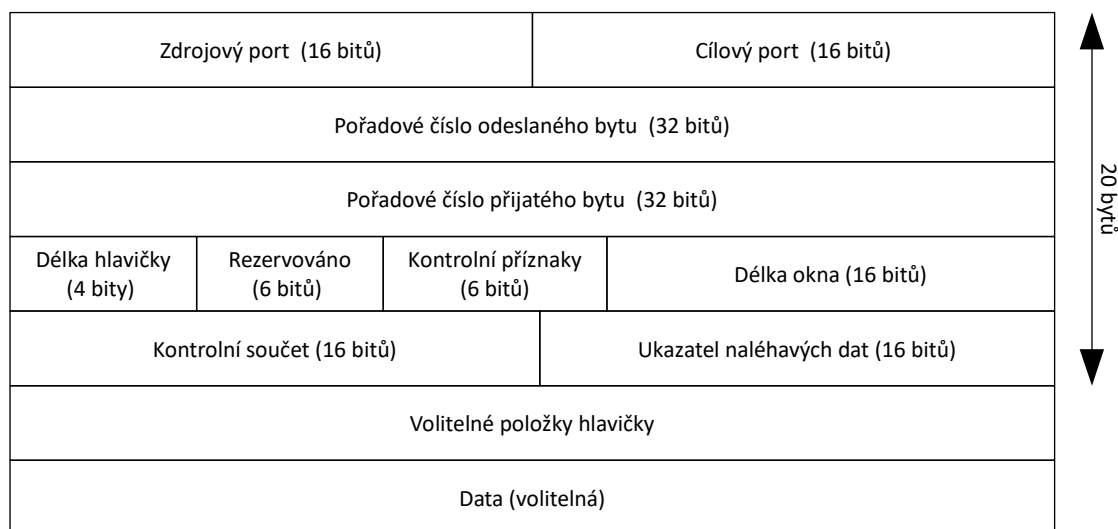 Zdrojový port (16 bitů)
Cílový port (16 bitů)
Pořadové číslo odeslaného bytu (32 bitů)
Pořadové číslo přijatého bytu (32 bitů)
Délka hlavičky
(4 bity)
Rezervováno
(6 bitů)
Kontrolní příznaky
(6 bitů)
Délka okna (16 bitů)
Kontrolní součet (16 bitů)
Ukazatel naléhavých dat (16 bitů)
Volitelné položky hlavičky
Data (volitelná)
20 bytů